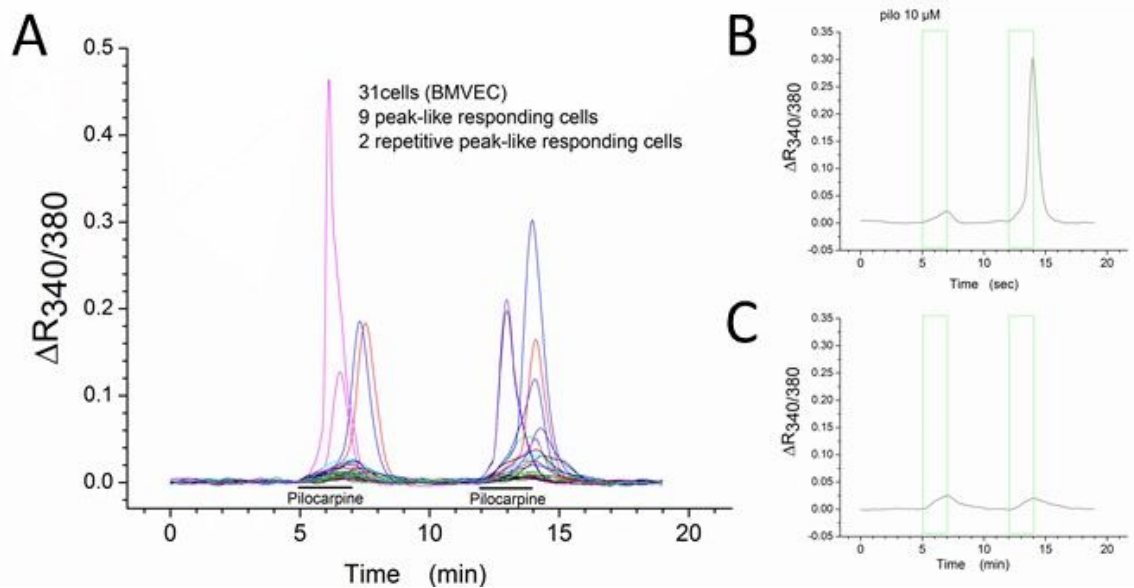 A
ΔR340/380
0.5
0.4
0.3
0.2
0.1
0.0
31cells (BMVEC)
9 peak-like responding cells
2 repetitive peak-like responding cells
Pilocarpine
Pilocarpine
0 5 10 15 20
Time (min)
B
pilo 10 µM
ΔR340/380
0.35
0.30
0.25
0.20
0.15
0.10
0.05
0.00
-0.05
0 5 10 15 20
Time (sec)
C
ΔR340/380
0.35
0.30
0.25
0.20
0.15
0.10
0.05
0.00
-0.05
0 5 10 15 20
Time (min)